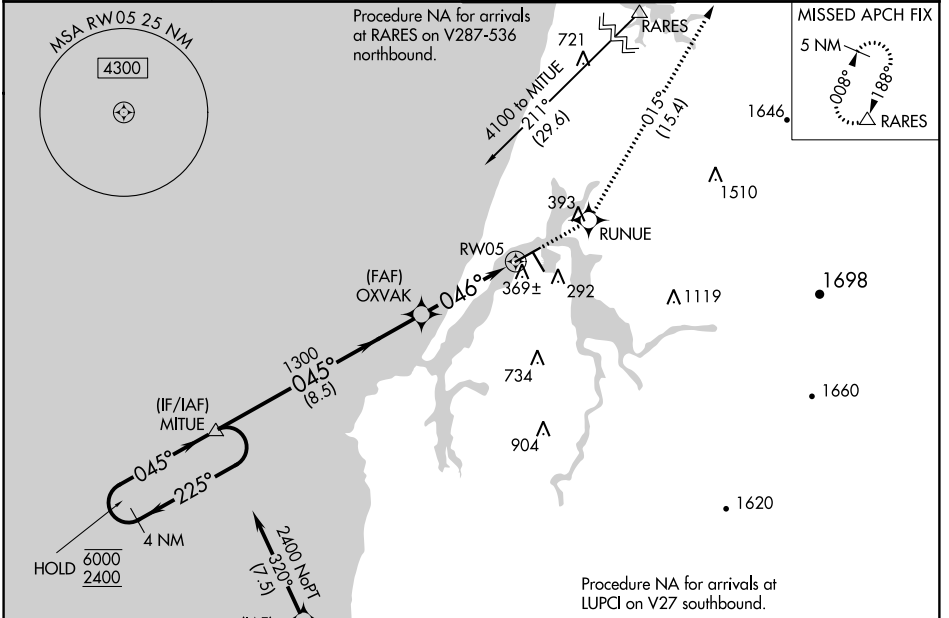 MSA RW05 25 NM
4300
Procedure NA for arrivals
at RARES on V287-536
northbound.
721
RARES
4100 to MITUE
211°
(29.6)
015°
(15.4)
MISSED APCH FIX
5 NM
008°
188°
RARES
1646
1510
393
RUNUE
RW05
369±
292
1119
1698
(FAF)
OXVAK
046°
1300
045°
(8.5)
734
1660
(IF/IAF)
MITUE
904
045°
225°
4 NM
HOLD
6000
2400
1620
2400 NoPT
320°
(7.5)
Procedure NA for arrivals at
LUPCI on V27 southbound.